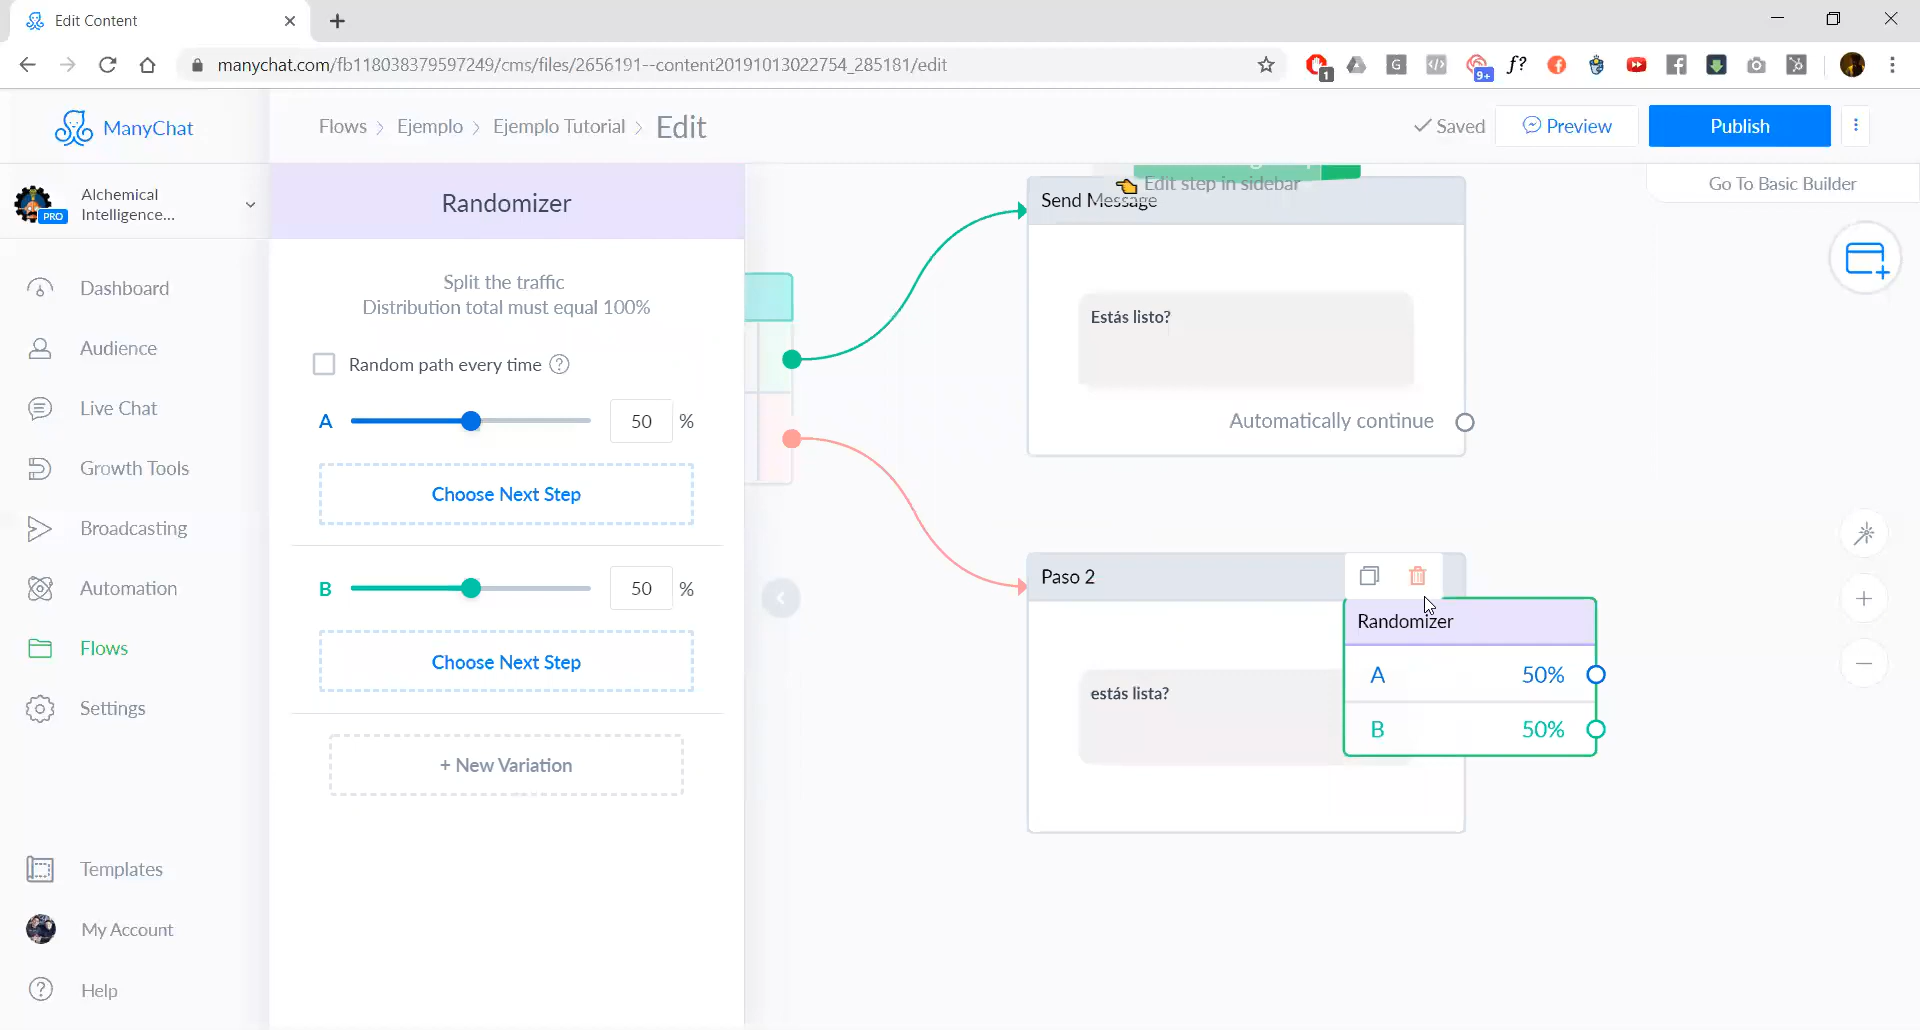 Edit Content
manychat.com/fb118038379597249/cms/files/2656191--content20191013022754_285181/edit
1
G
9+
f?
ManyChat
Flows > Ejemplo > Ejemplo Tutorial > Edit
Saved
Preview
Publish
Alchemical
Intelligence...
PRO
Dashboard
Audience
Live Chat
Growth Tools
Broadcasting
Automation
Flows
Settings
Templates
My Account
Help
Randomizer
Split the traffic
Distribution total must equal 100%
Random path every time ?
A 50 %
Choose Next Step
B 50 %
Choose Next Step
+ New Variation
Edit step in sidebar
Send Message
Estás listo?
Automatically continue
Paso 2
estás lista?
Randomizer
A 50%
B 50%
Go To Basic Builder